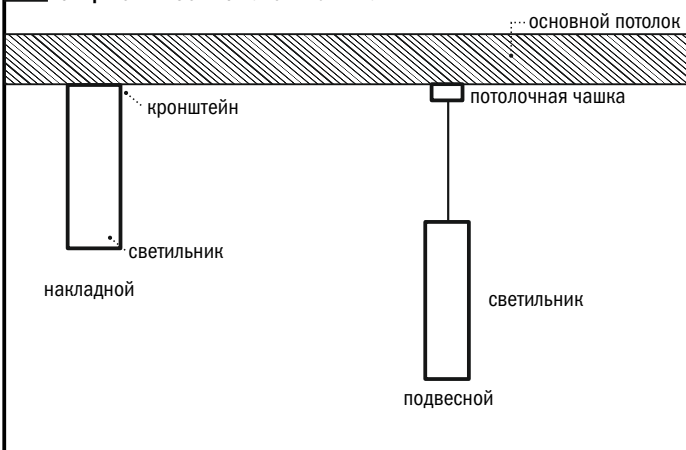 основной потолок
потолочная чашка
кронштейн
светильник
накладной
светильник
подвесной